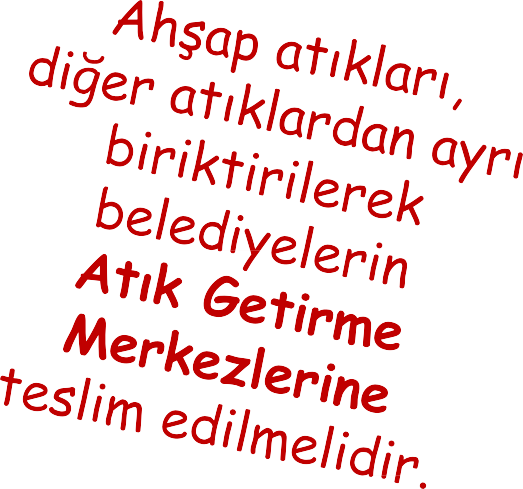 Ahşap atıkları,
diğer atıklardan ayrı
biriktirilerek
belediyelerin
Atık Getirme
Merkezlerine
teslim edilmelidir.